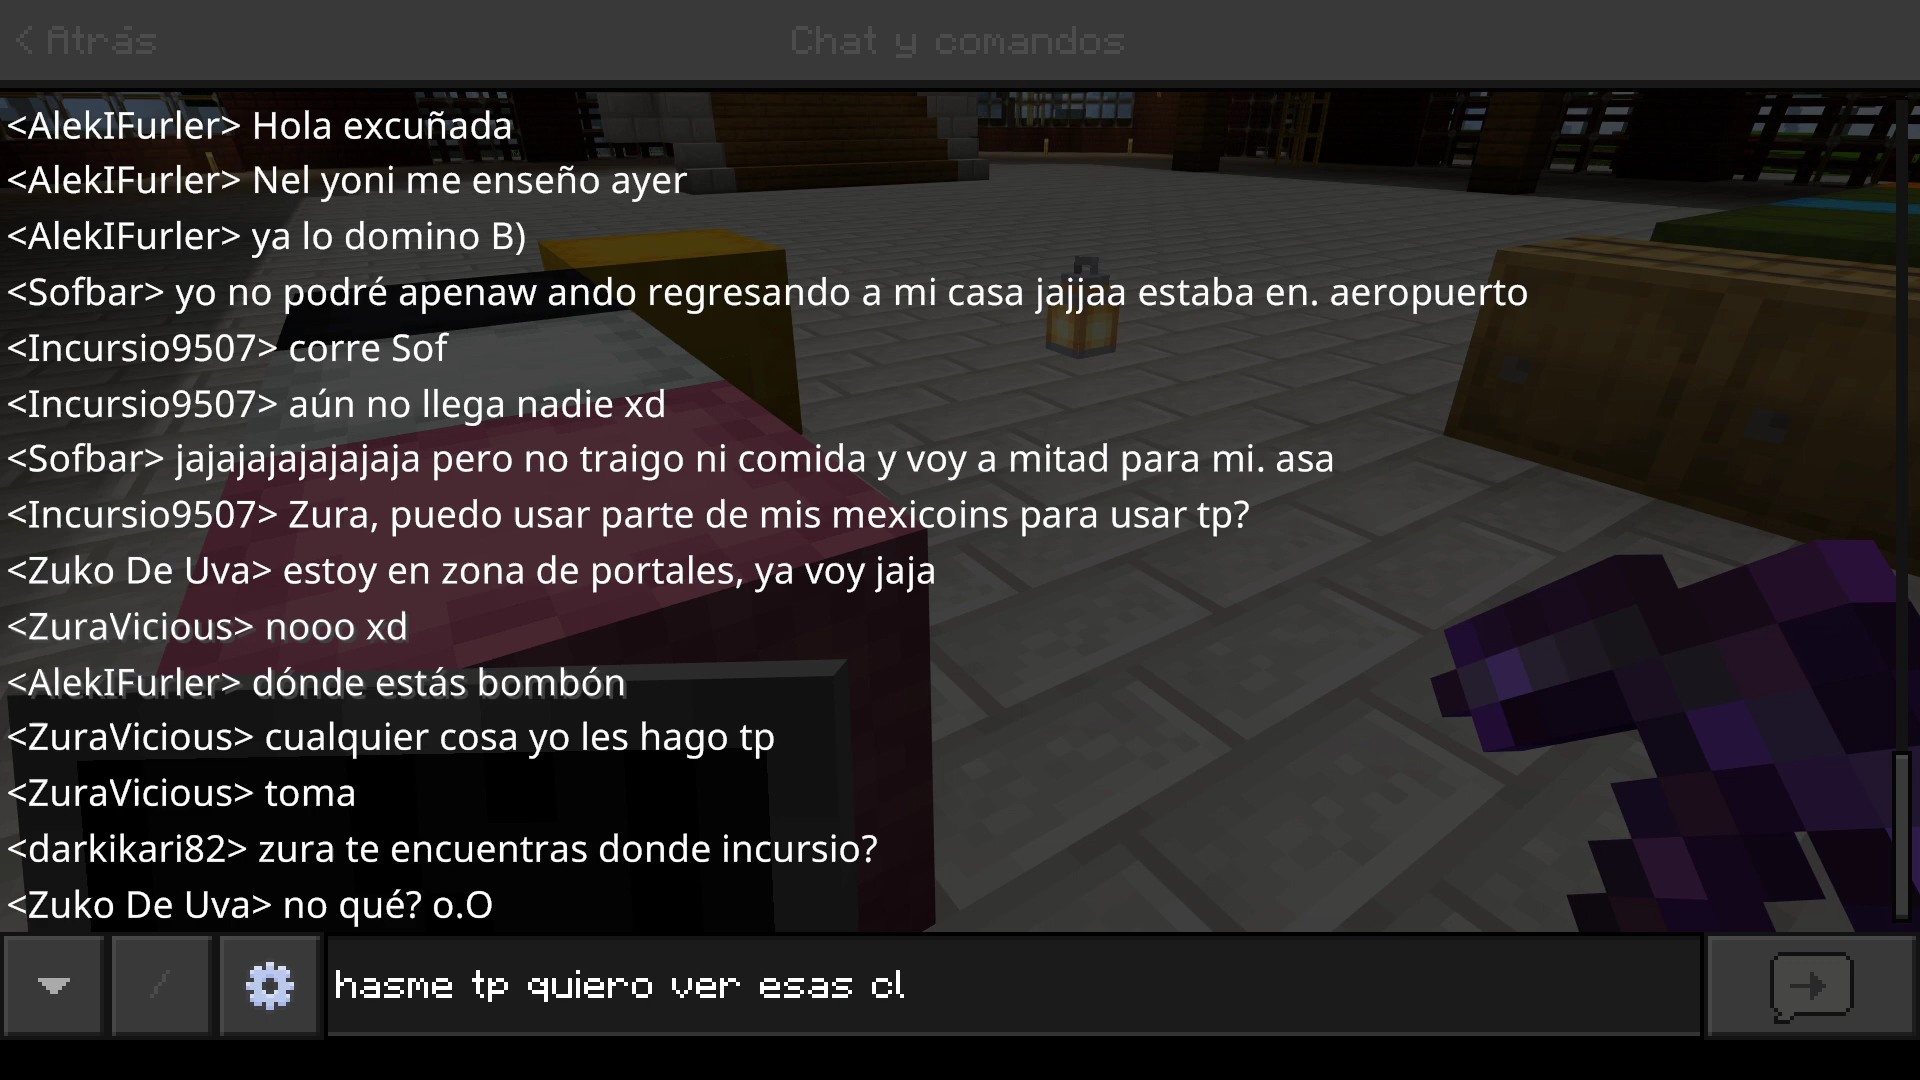 < Atrás
Chat y comandos
<AlekIFurler> Hola excuñada
<AlekIFurler> Nel yoni me enseño ayer
<AlekIFurler> ya lo domino B)
<Sofbar> yo no podré apenaw ando regresando a mi casa jajjaa estaba en. aeropuerto
<Incursio9507> corre Sof
<Incursio9507> aún no llega nadie xd
<Sofbar> jajajajajajajaja pero no traigo ni comida y voy a mitad para mi. asa
<Incursio9507> Zura, puedo usar parte de mis mexicoins para usar tp?
<Zuko De Uva> estoy en zona de portales, ya voy jaja
<ZuraVicious> nooo xd
<AlekIFurler> dónde estás bombón
<ZuraVicious> cualquier cosa yo les hago tp
<ZuraVicious> toma
<darkikari82> zura te encuentras donde incursio?
<Zuko De Uva> no qué? o.O
/
hasme tp quiero ver esas cl